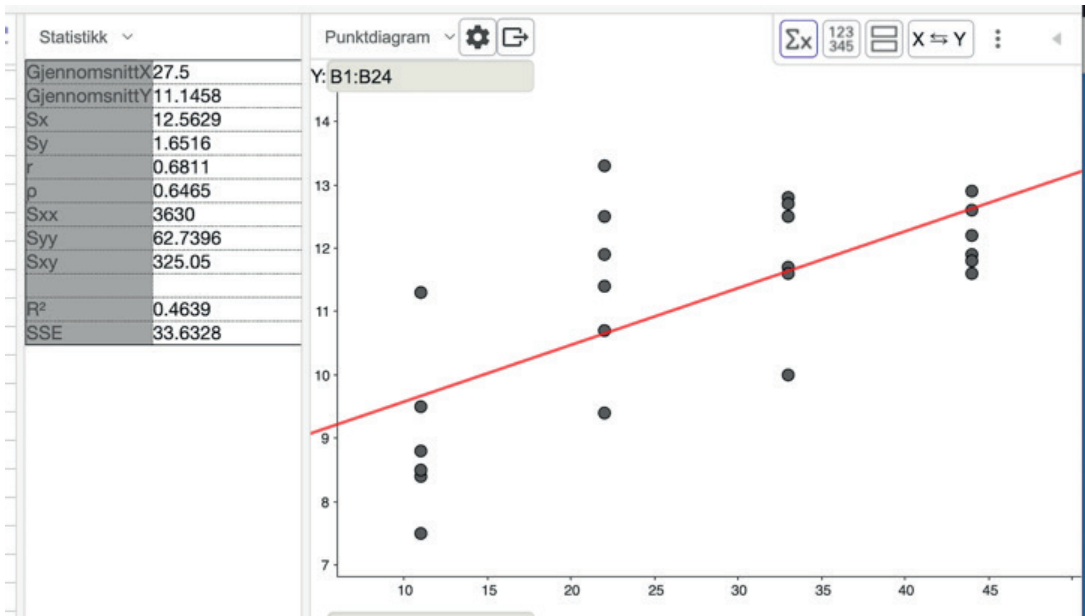 Statistikk
Punktdiagram
Σx
123
345
X ⇆ Y
GjennomsnittX 27.5
GjennomsnittY 11.1458
Sx 12.5629
Sy 1.6516
r 0.6811
ρ 0.6465
Sxx 3630
Syy 62.7396
Sxy 325.05
R² 0.4639
SSE 33.6328
Y: B1:B24
14
13
12
11
10
9
8
7
10 15 20 25 30 35 40 45